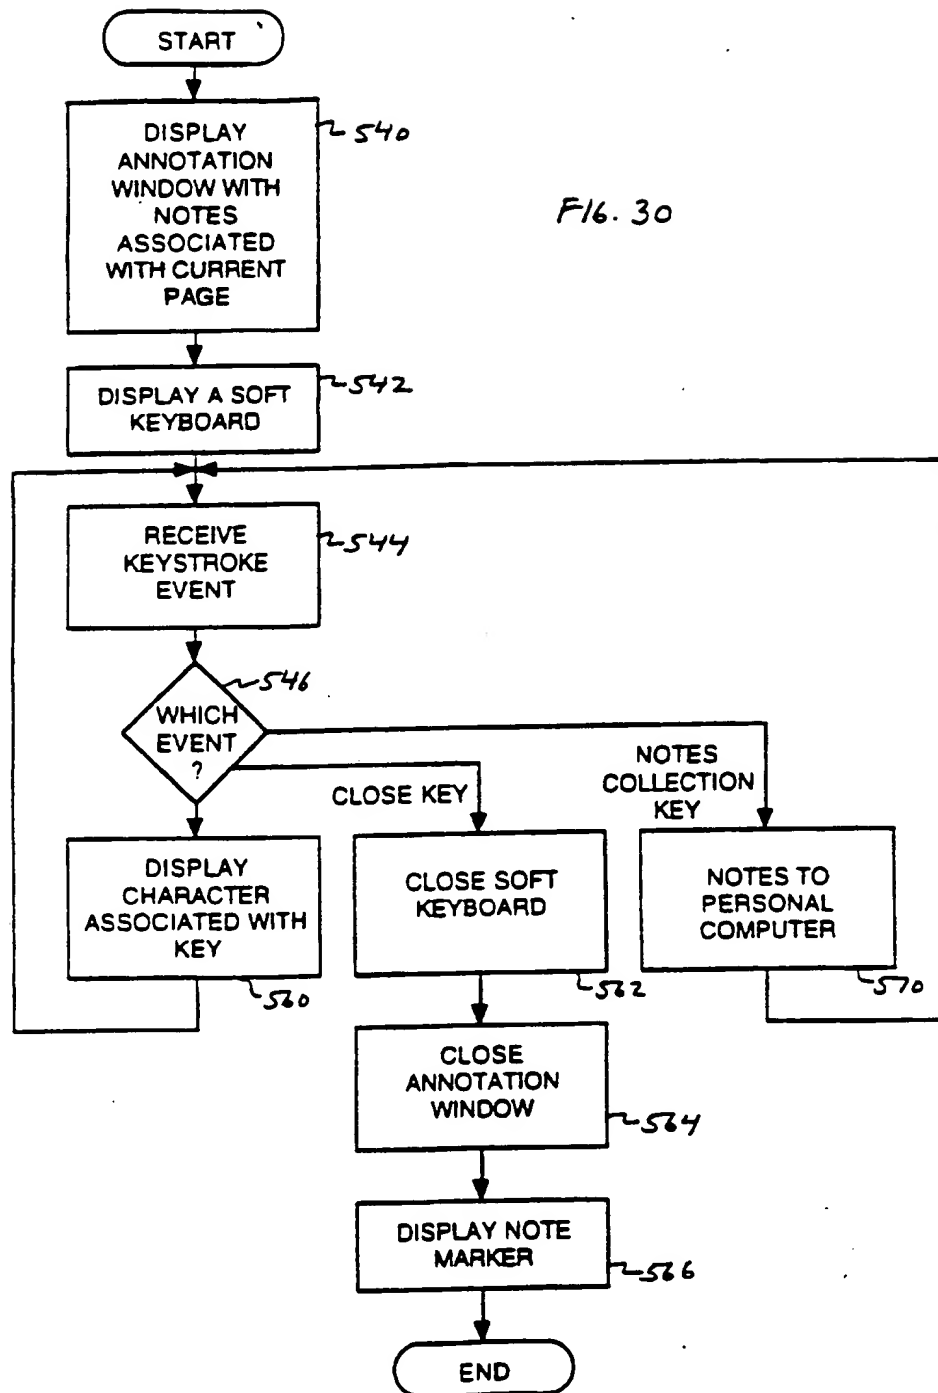 START
DISPLAY
ANNOTATION
WINDOW WITH
NOTES
ASSOCIATED
WITH CURRENT
PAGE
540
FIG. 30
DISPLAY A SOFT
KEYBOARD
542
RECEIVE
KEYSTROKE
EVENT
544
546
WHICH
EVENT
?
CLOSE KEY
NOTES
COLLECTION
KEY
DISPLAY
CHARACTER
ASSOCIATED WITH
KEY
560
CLOSE SOFT
KEYBOARD
562
NOTES TO
PERSONAL
COMPUTER
570
CLOSE
ANNOTATION
WINDOW
564
DISPLAY NOTE
MARKER
566
END